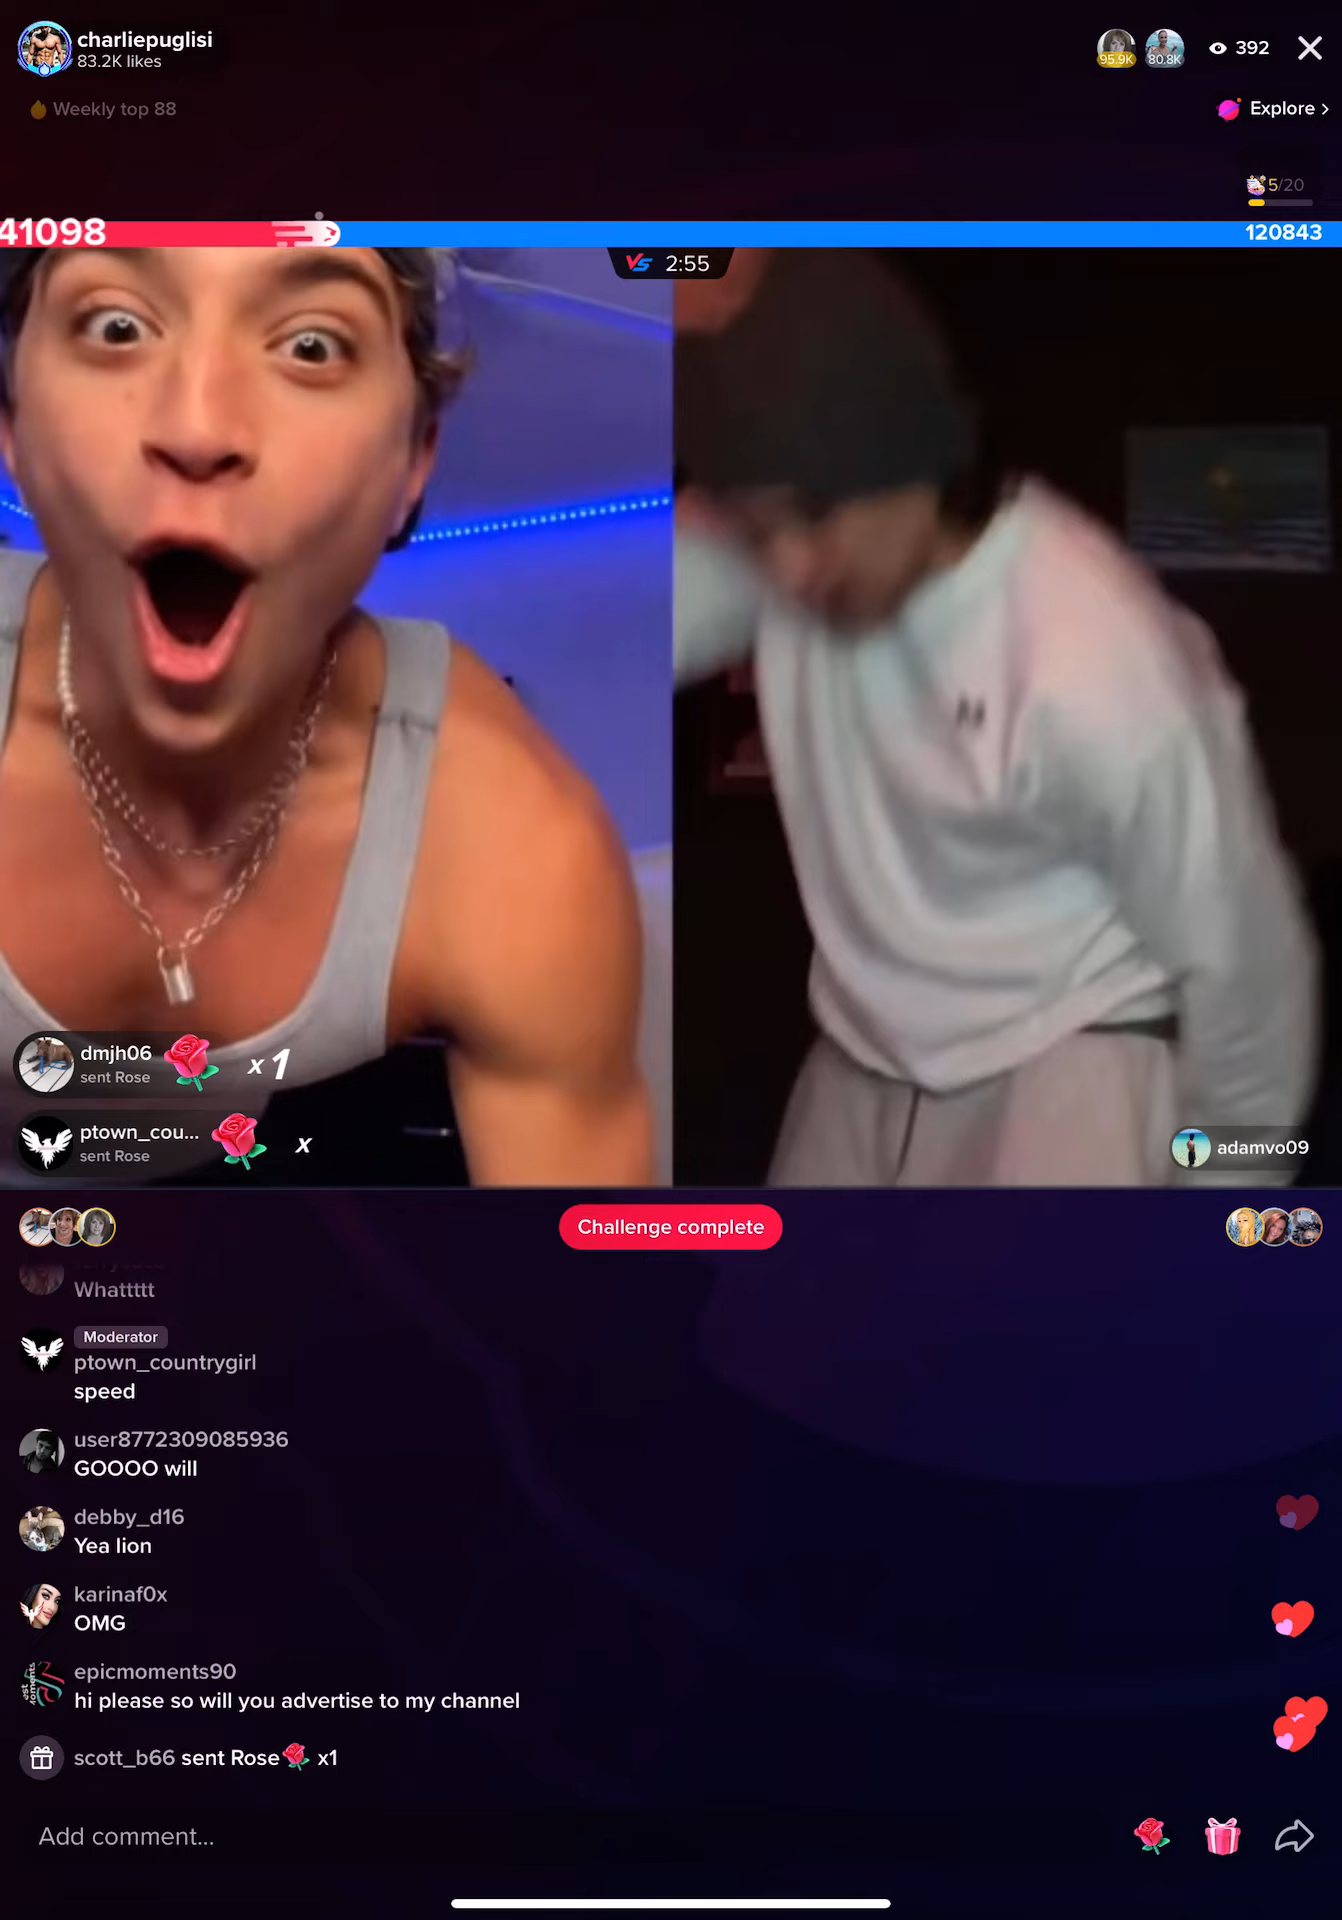 charliepuglisi
83.2K likes
95.9K
80.8K
392
Weekly top 88
Explore >
5/20
41098
120843
VS 2:55
dmjh06
sent Rose
x1
ptown_cou...
sent Rose
x
adamvo09
Challenge complete
Whattttt
Moderator
ptown_countrygirl
speed
user8772309085936
GOOOO will
debby_d16
Yea lion
karinaf0x
OMG
epicmoments90
hi please so will you advertise to my channel
scott_b66 sent Rose x1
Add comment...